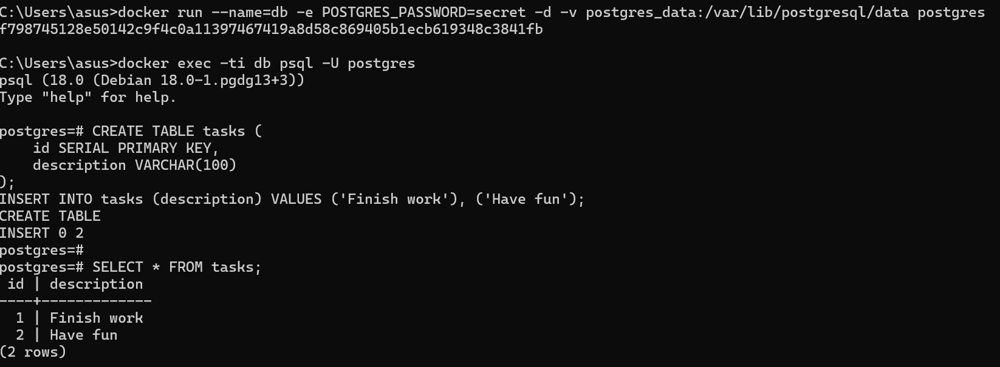 C:\Users\asus>docker run --name=db -e POSTGRES_PASSWORD=secret -d -v postgres_data:/var/lib/postgresql/data postgres
f798745128e50142c9f4c0a11397467419a8d58c869405b1ecb619348c3841fb
C:\Users\asus>docker exec -ti db psql -U postgres
psql (18.0 (Debian 18.0-1.pgdg13+3))
Type "help" for help.
postgres=# CREATE TABLE tasks (
    id SERIAL PRIMARY KEY,
    description VARCHAR(100)
);
INSERT INTO tasks (description) VALUES ('Finish work'), ('Have fun');
CREATE TABLE
INSERT 0 2
postgres=#
postgres=# SELECT * FROM tasks;
 id | description
----+-------------
  1 | Finish work
  2 | Have fun
(2 rows)